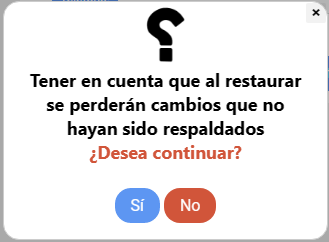 ×
?
Tener en cuenta que al restaurar
se perderán cambios que no
hayan sido respaldados
¿Desea continuar?
Sí No